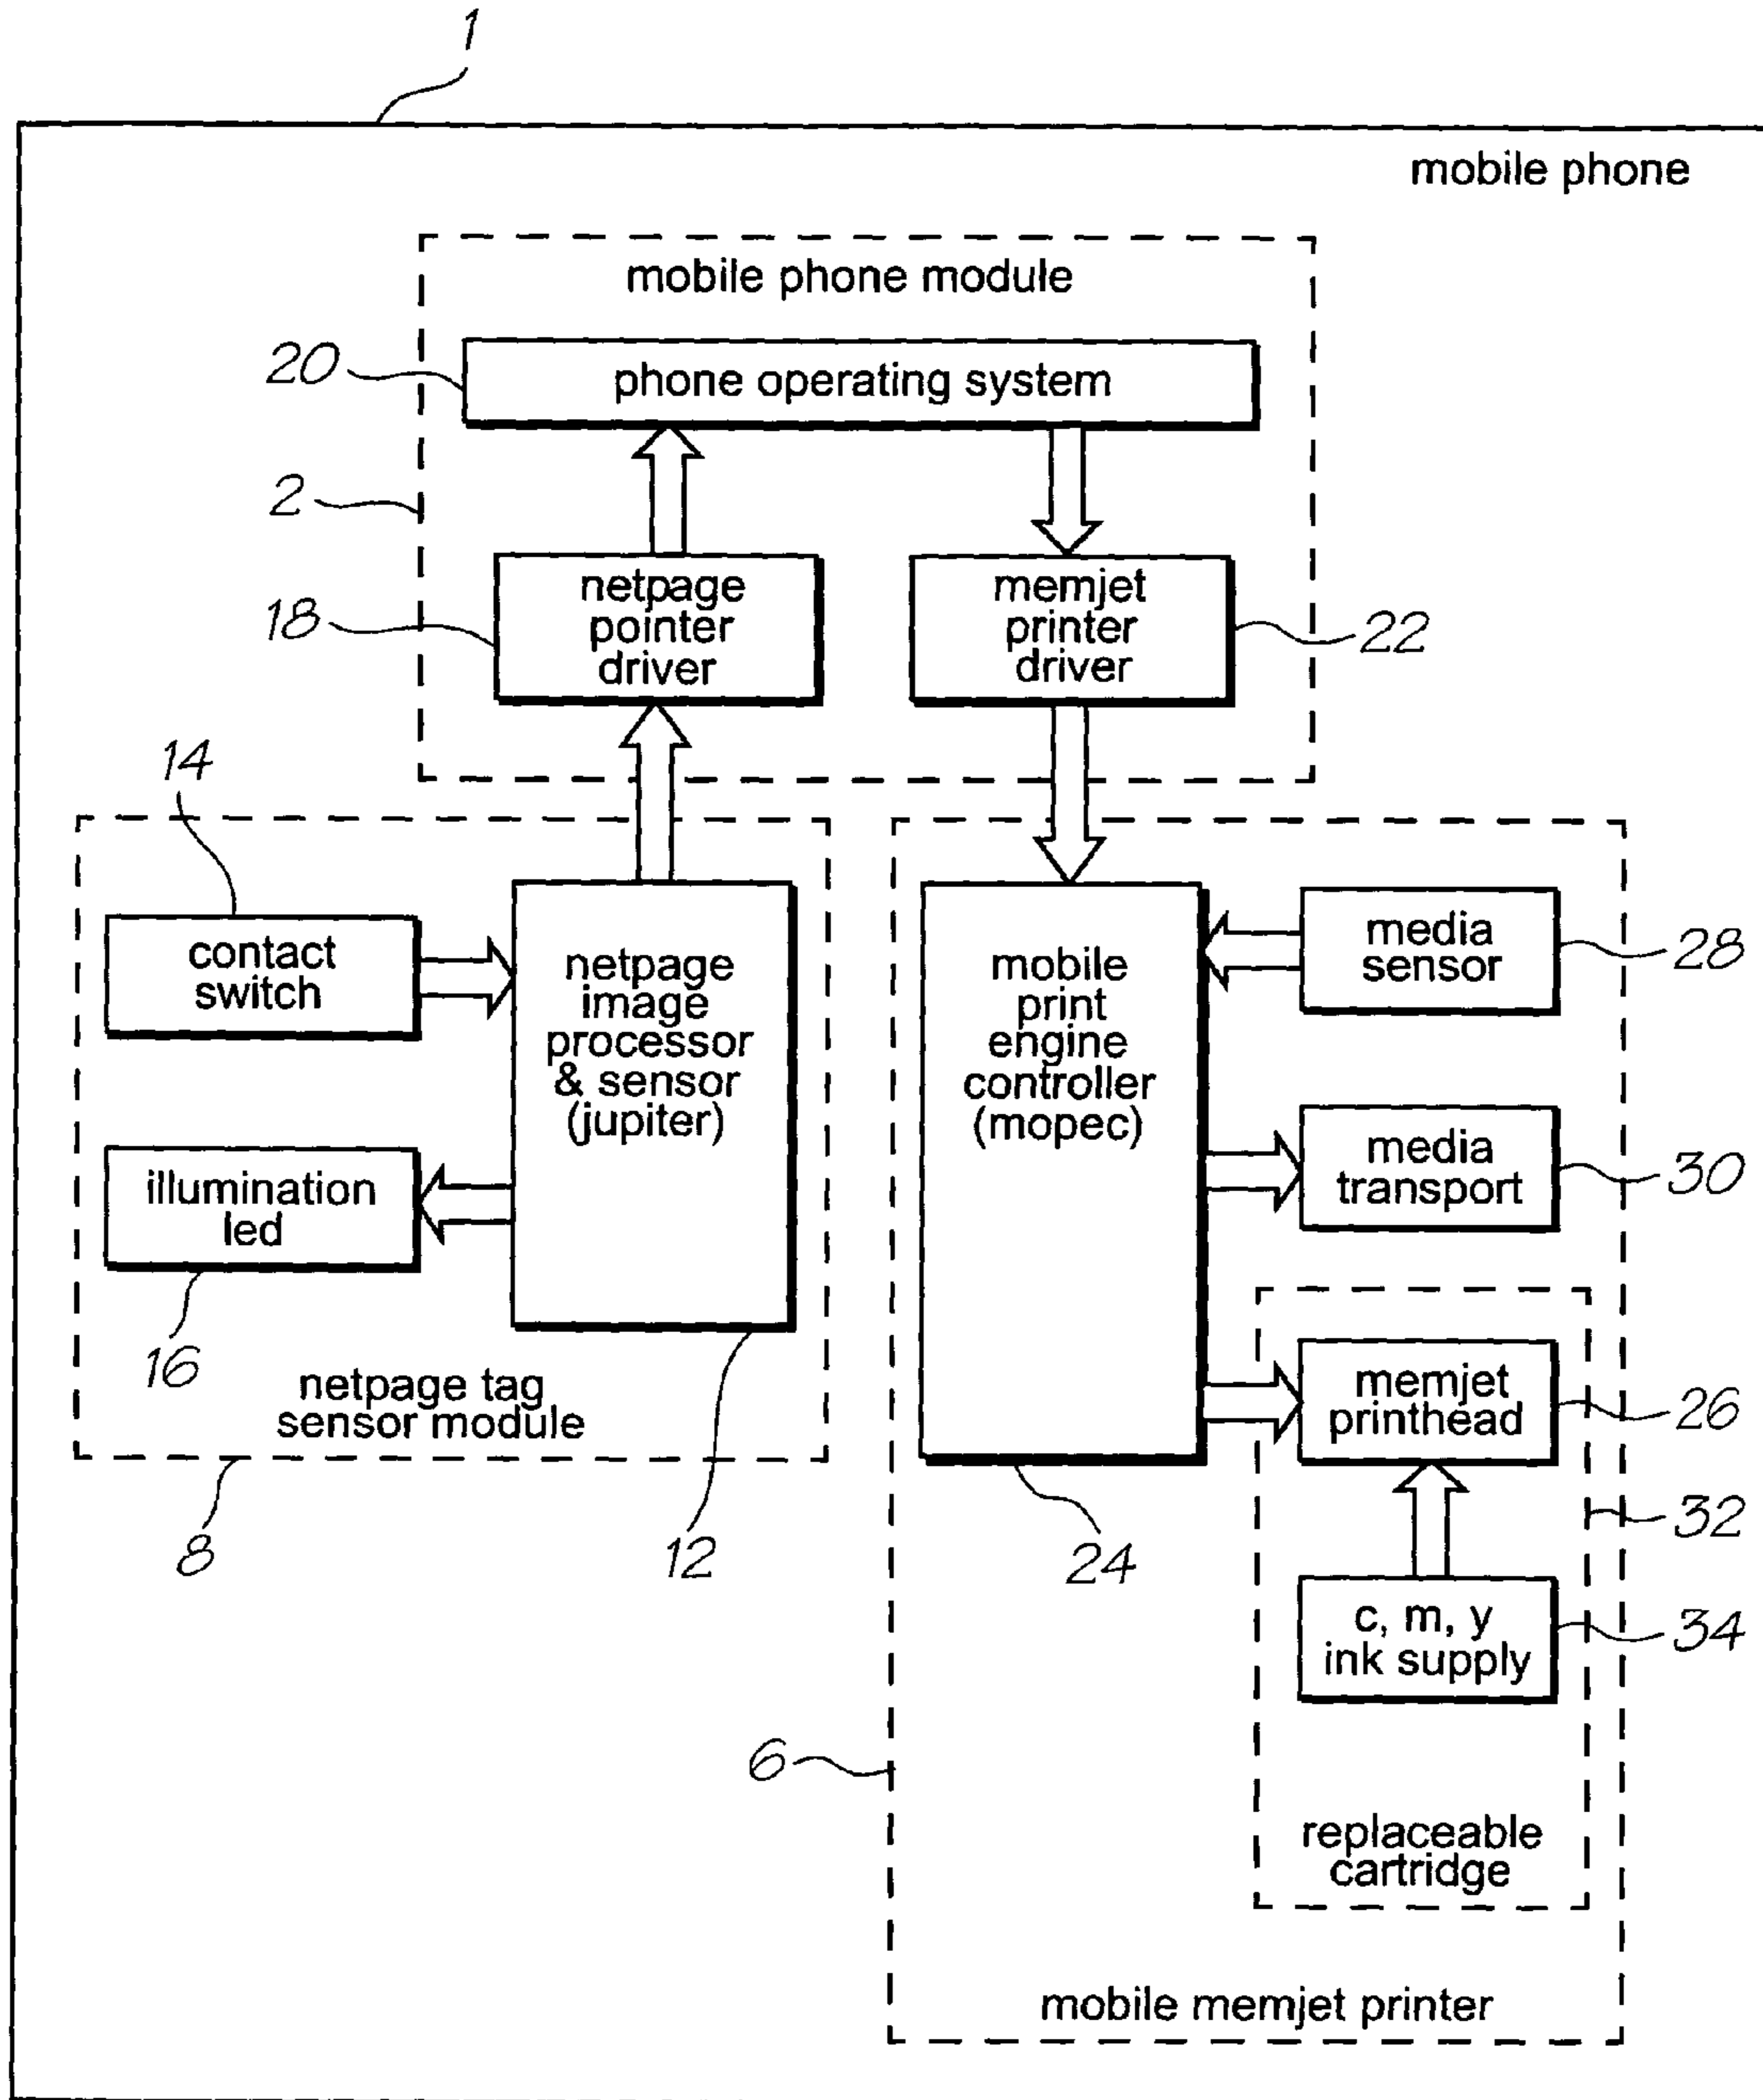 1
mobile phone
mobile phone module
20
phone operating system
2
18
netpage
pointer
driver
memjet
printer
driver
22
14
contact
switch
netpage
image
processor
& sensor
(jupiter)
illumination
led
16
netpage tag
sensor module
8
12
mobile
print
engine
controller
(mopec)
24
media
sensor
28
media
transport
30
memjet
printhead
26
32
c, m, y
ink supply
34
6
replaceable
cartridge
mobile memjet printer